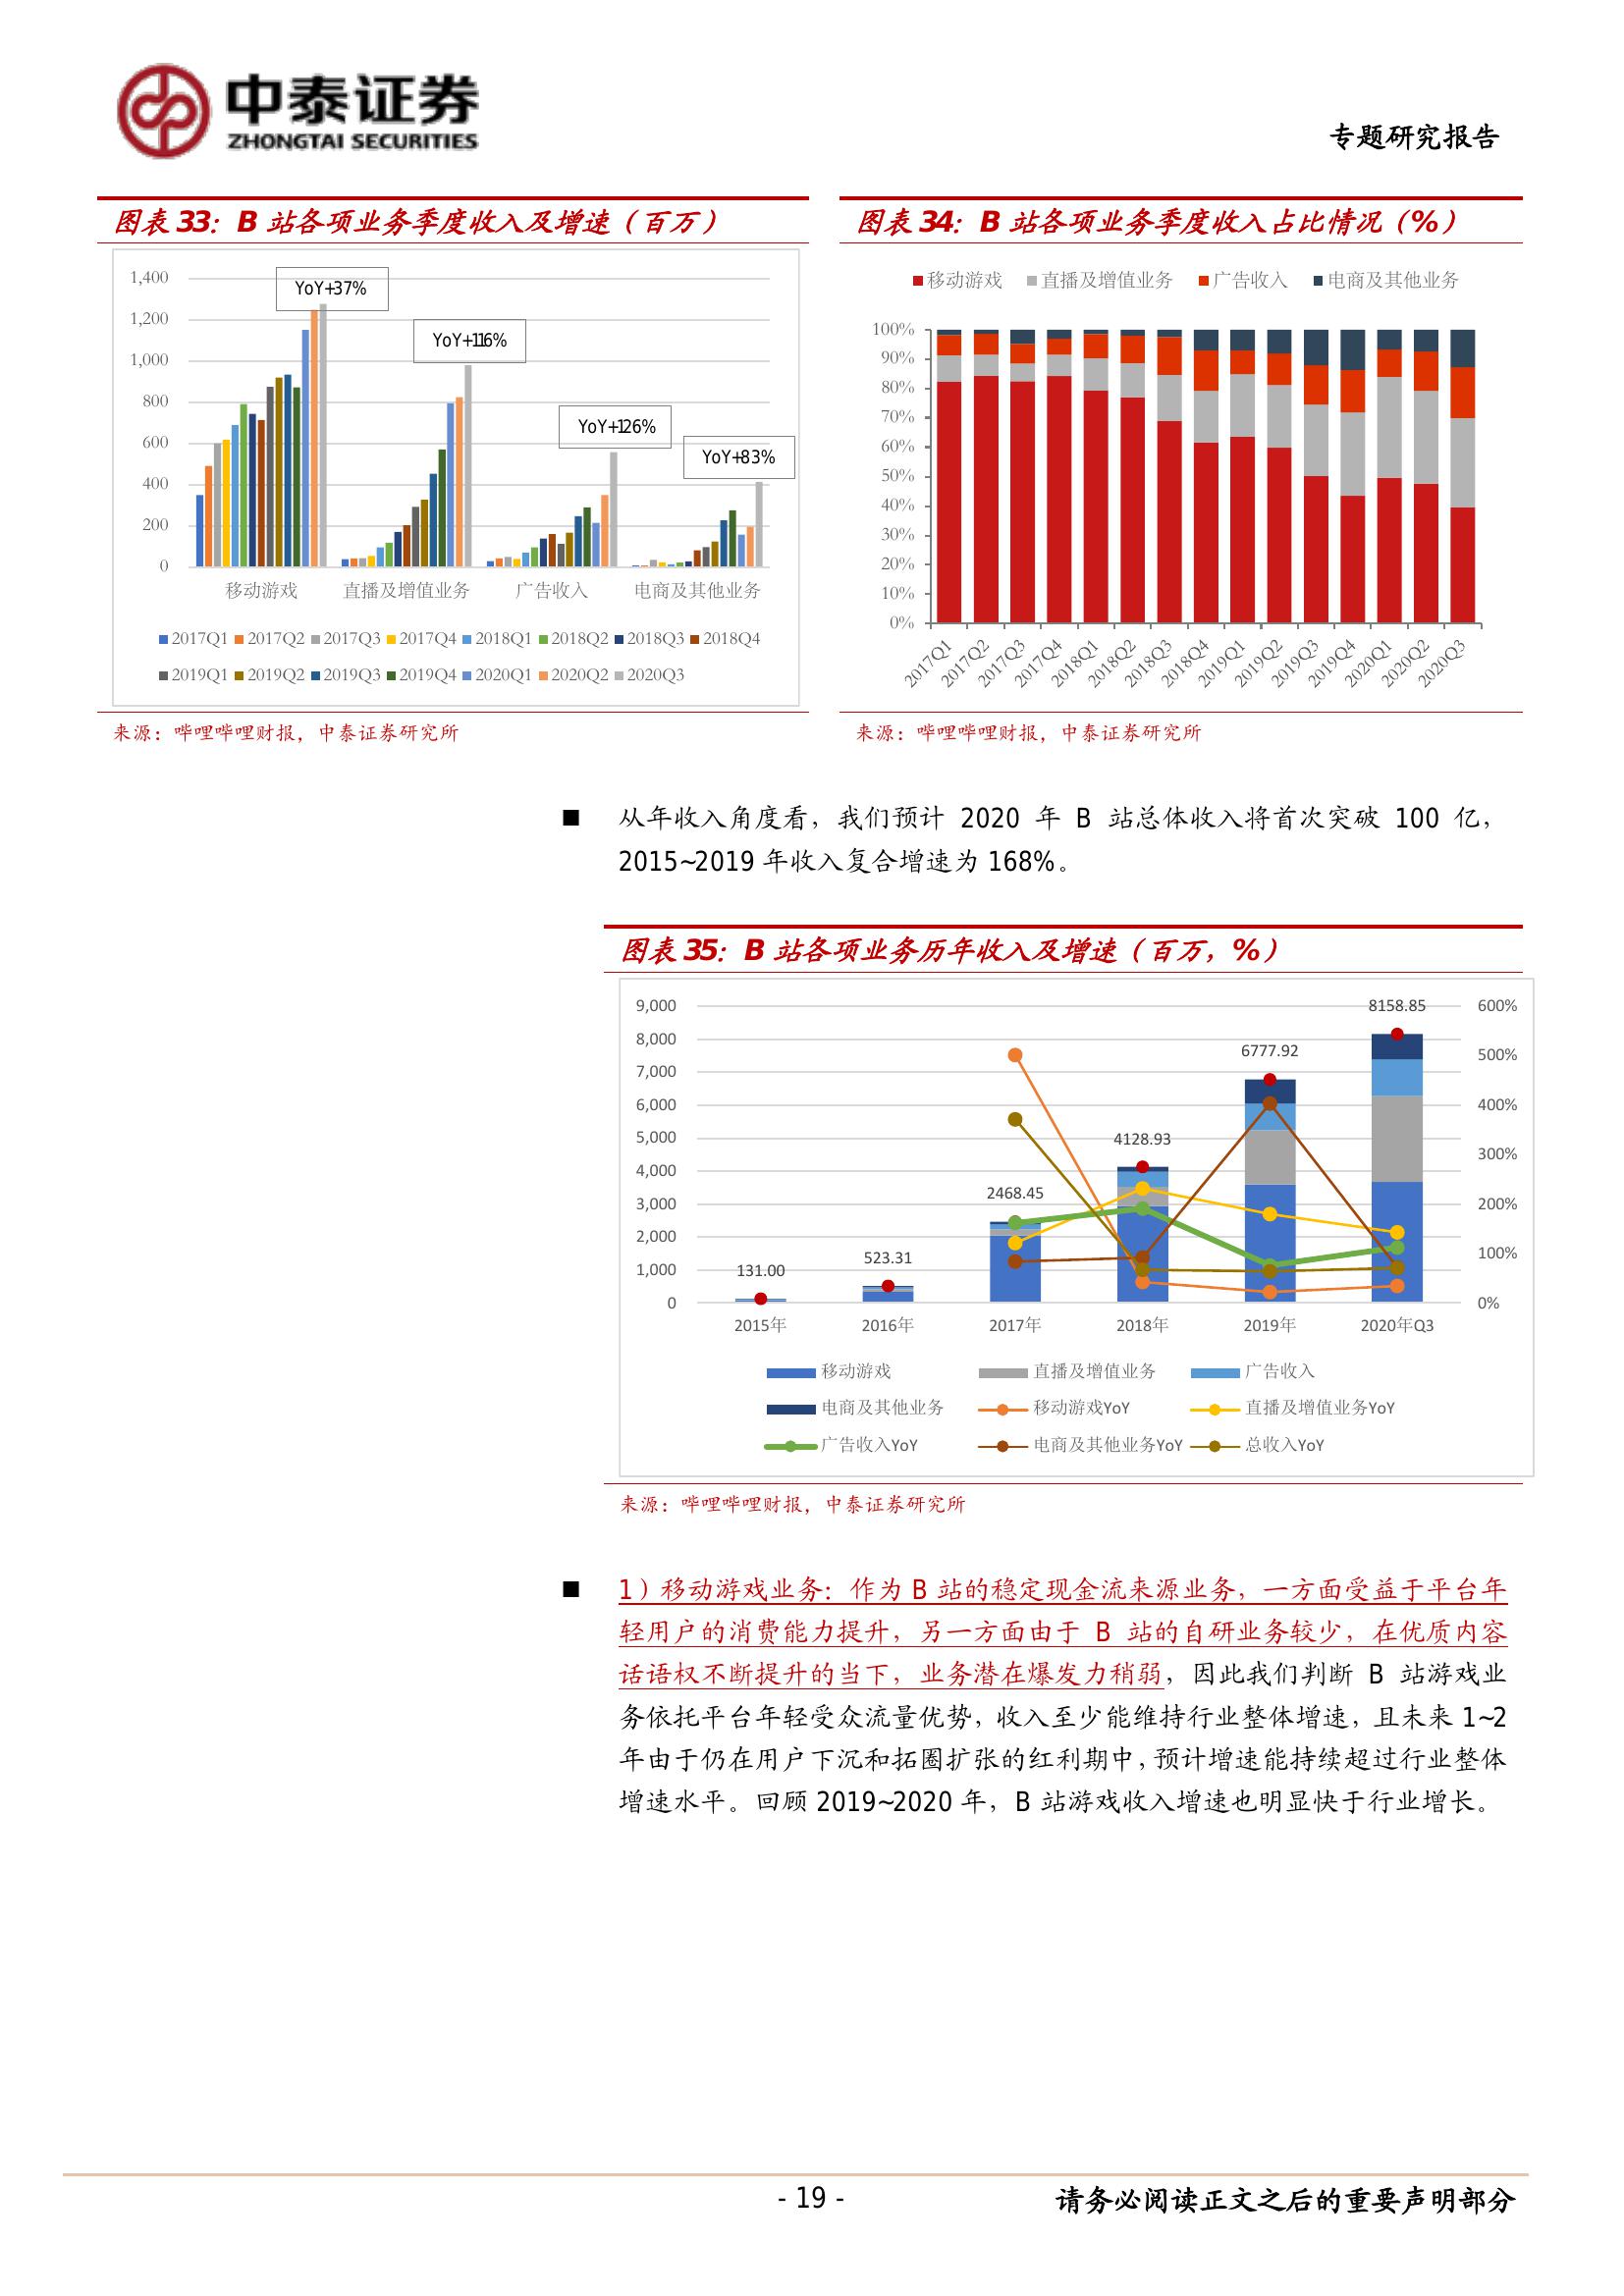 中泰证券
ZHONGTAI SECURITIES
专题研究报告
图表33：B 站各项业务季度收入及增速（百万）
1,400
1,200
1,000
800
600
400
200
0
YoY+37%
YoY+116%
YoY+126%
YoY+83%
移动游戏 直播及增值业务 广告收入 电商及其他业务
2017Q1 2017Q2 2017Q3 2017Q4 2018Q1 2018Q2 2018Q3 2018Q4
2019Q1 2019Q2 2019Q3 2019Q4 2020Q1 2020Q2 2020Q3
来源：哔哩哔哩财报，中泰证券研究所
图表34：B 站各项业务季度收入占比情况（%）
移动游戏 直播及增值业务 广告收入 电商及其他业务
100%
90%
80%
70%
60%
50%
40%
30%
20%
10%
0%
2017Q1 2017Q2 2017Q3 2017Q4 2018Q1 2018Q2 2018Q3 2018Q4 2019Q1 2019Q2 2019Q3 2019Q4 2020Q1 2020Q2 2020Q3
来源：哔哩哔哩财报，中泰证券研究所
■ 从年收入角度看，我们预计 2020 年 B 站总体收入将首次突破 100 亿，
2015~2019 年收入复合增速为 168%。
图表35：B 站各项业务历年收入及增速（百万，%）
9,000
8,000
7,000
6,000
5,000
4,000
3,000
2,000
1,000
0
131.00
523.31
2468.45
4128.93
6777.92
8158.85
600%
500%
400%
300%
200%
100%
0%
2015年 2016年 2017年 2018年 2019年 2020年Q3
移动游戏 直播及增值业务 广告收入
电商及其他业务 移动游戏YoY 直播及增值业务YoY
广告收入YoY 电商及其他业务YoY 总收入YoY
来源：哔哩哔哩财报，中泰证券研究所
■ 1）移动游戏业务：作为 B 站的稳定现金流来源业务，一方面受益于平台年
轻用户的消费能力提升，另一方面由于 B 站的自研业务较少，在优质内容
话语权不断提升的当下，业务潜在爆发力稍弱，因此我们判断 B 站游戏业
务依托平台年轻受众流量优势，收入至少能维持行业整体增速，且未来 1~2
年由于仍在用户下沉和拓圈扩张的红利期中，预计增速能持续超过行业整体
增速水平。回顾 2019~2020 年，B 站游戏收入增速也明显快于行业增长。
- 19 -
请务必阅读正文之后的重要声明部分